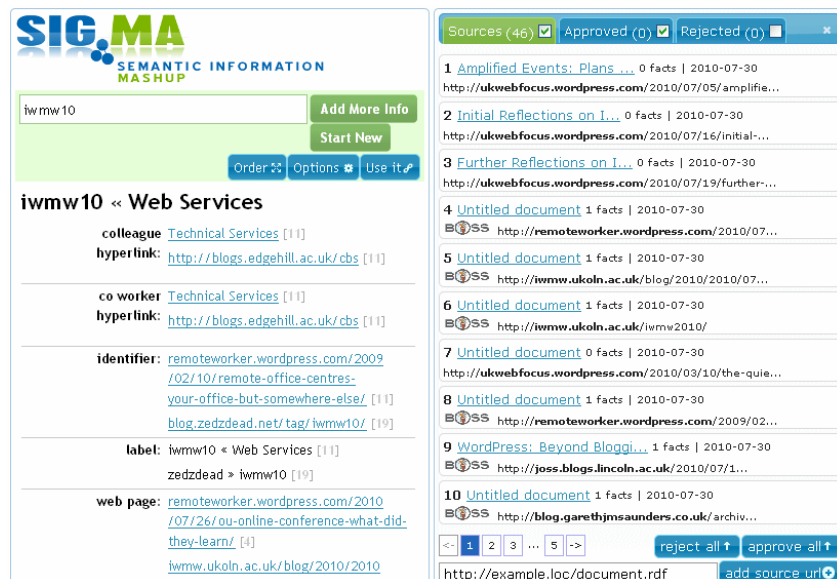 SIG.MA
SEMANTIC INFORMATION
MASHUP
iwmw10
Add More Info
Start New
Order
Options
Use it
iwmw10 « Web Services
colleague Technical Services [11]
hyperlink: http://blogs.edgehill.ac.uk/cbs [11]
co worker Technical Services [11]
hyperlink: http://blogs.edgehill.ac.uk/cbs [11]
identifier: remoteworker.wordpress.com/2009
/02/10/remote-office-centres-
your-office-but-somewhere-else/ [11]
blog.zedzdead.net/tag/iwmw10/ [19]
label: iwmw10 « Web Services [11]
zedzdead » iwmw10 [19]
web page: remoteworker.wordpress.com/2010
/07/26/ou-online-conference-what-did-
they-learn/ [4]
iwmw.ukoln.ac.uk/blog/2010/2010
Sources (46) Approved (0) Rejected (0) ×
1 Amplified Events: Plans ... 0 facts | 2010-07-30
http://ukwebfocus.wordpress.com/2010/07/05/amplifie...
2 Initial Reflections on I... 0 facts | 2010-07-30
http://ukwebfocus.wordpress.com/2010/07/16/initial-...
3 Further Reflections on I... 0 facts | 2010-07-30
http://ukwebfocus.wordpress.com/2010/07/19/further-...
4 Untitled document 1 facts | 2010-07-30
BOSS http://remoteworker.wordpress.com/2010/07...
5 Untitled document 1 facts | 2010-07-30
BOSS http://iwmw.ukoln.ac.uk/blog/2010/2010/07...
6 Untitled document 1 facts | 2010-07-30
BOSS http://iwmw.ukoln.ac.uk/iwmw2010/
7 Untitled document 0 facts | 2010-07-30
http://ukwebfocus.wordpress.com/2010/03/10/the-quie...
8 Untitled document 1 facts | 2010-07-30
BOSS http://remoteworker.wordpress.com/2009/02...
9 WordPress: Beyond Bloggi... 1 facts | 2010-07-30
BOSS http://joss.blogs.lincoln.ac.uk/2010/07/1...
10 Untitled document 1 facts | 2010-07-30
BOSS http://blog.garethjmsaunders.co.uk/archiv...
<- 1 2 3 ... 5 -> reject all approve all
http://example.loc/document.rdf add source url